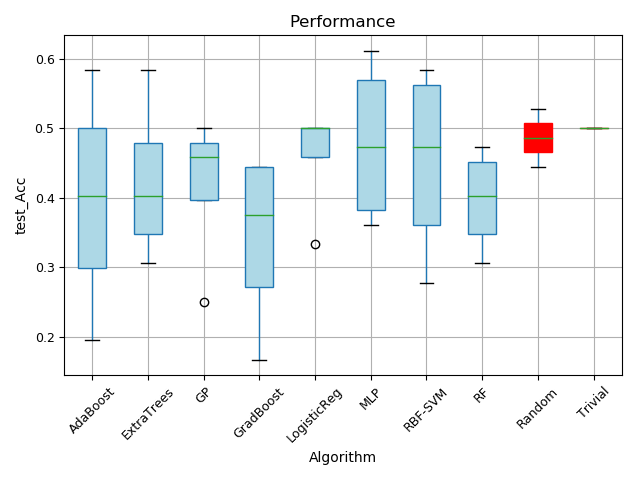 Performance
test_Acc
0.6
0.5
0.4
0.3
0.2
AdaBoost
ExtraTrees
GP
GradBoost
LogisticReg
MLP
RBF-SVM
RF
Random
Trivial
Algorithm